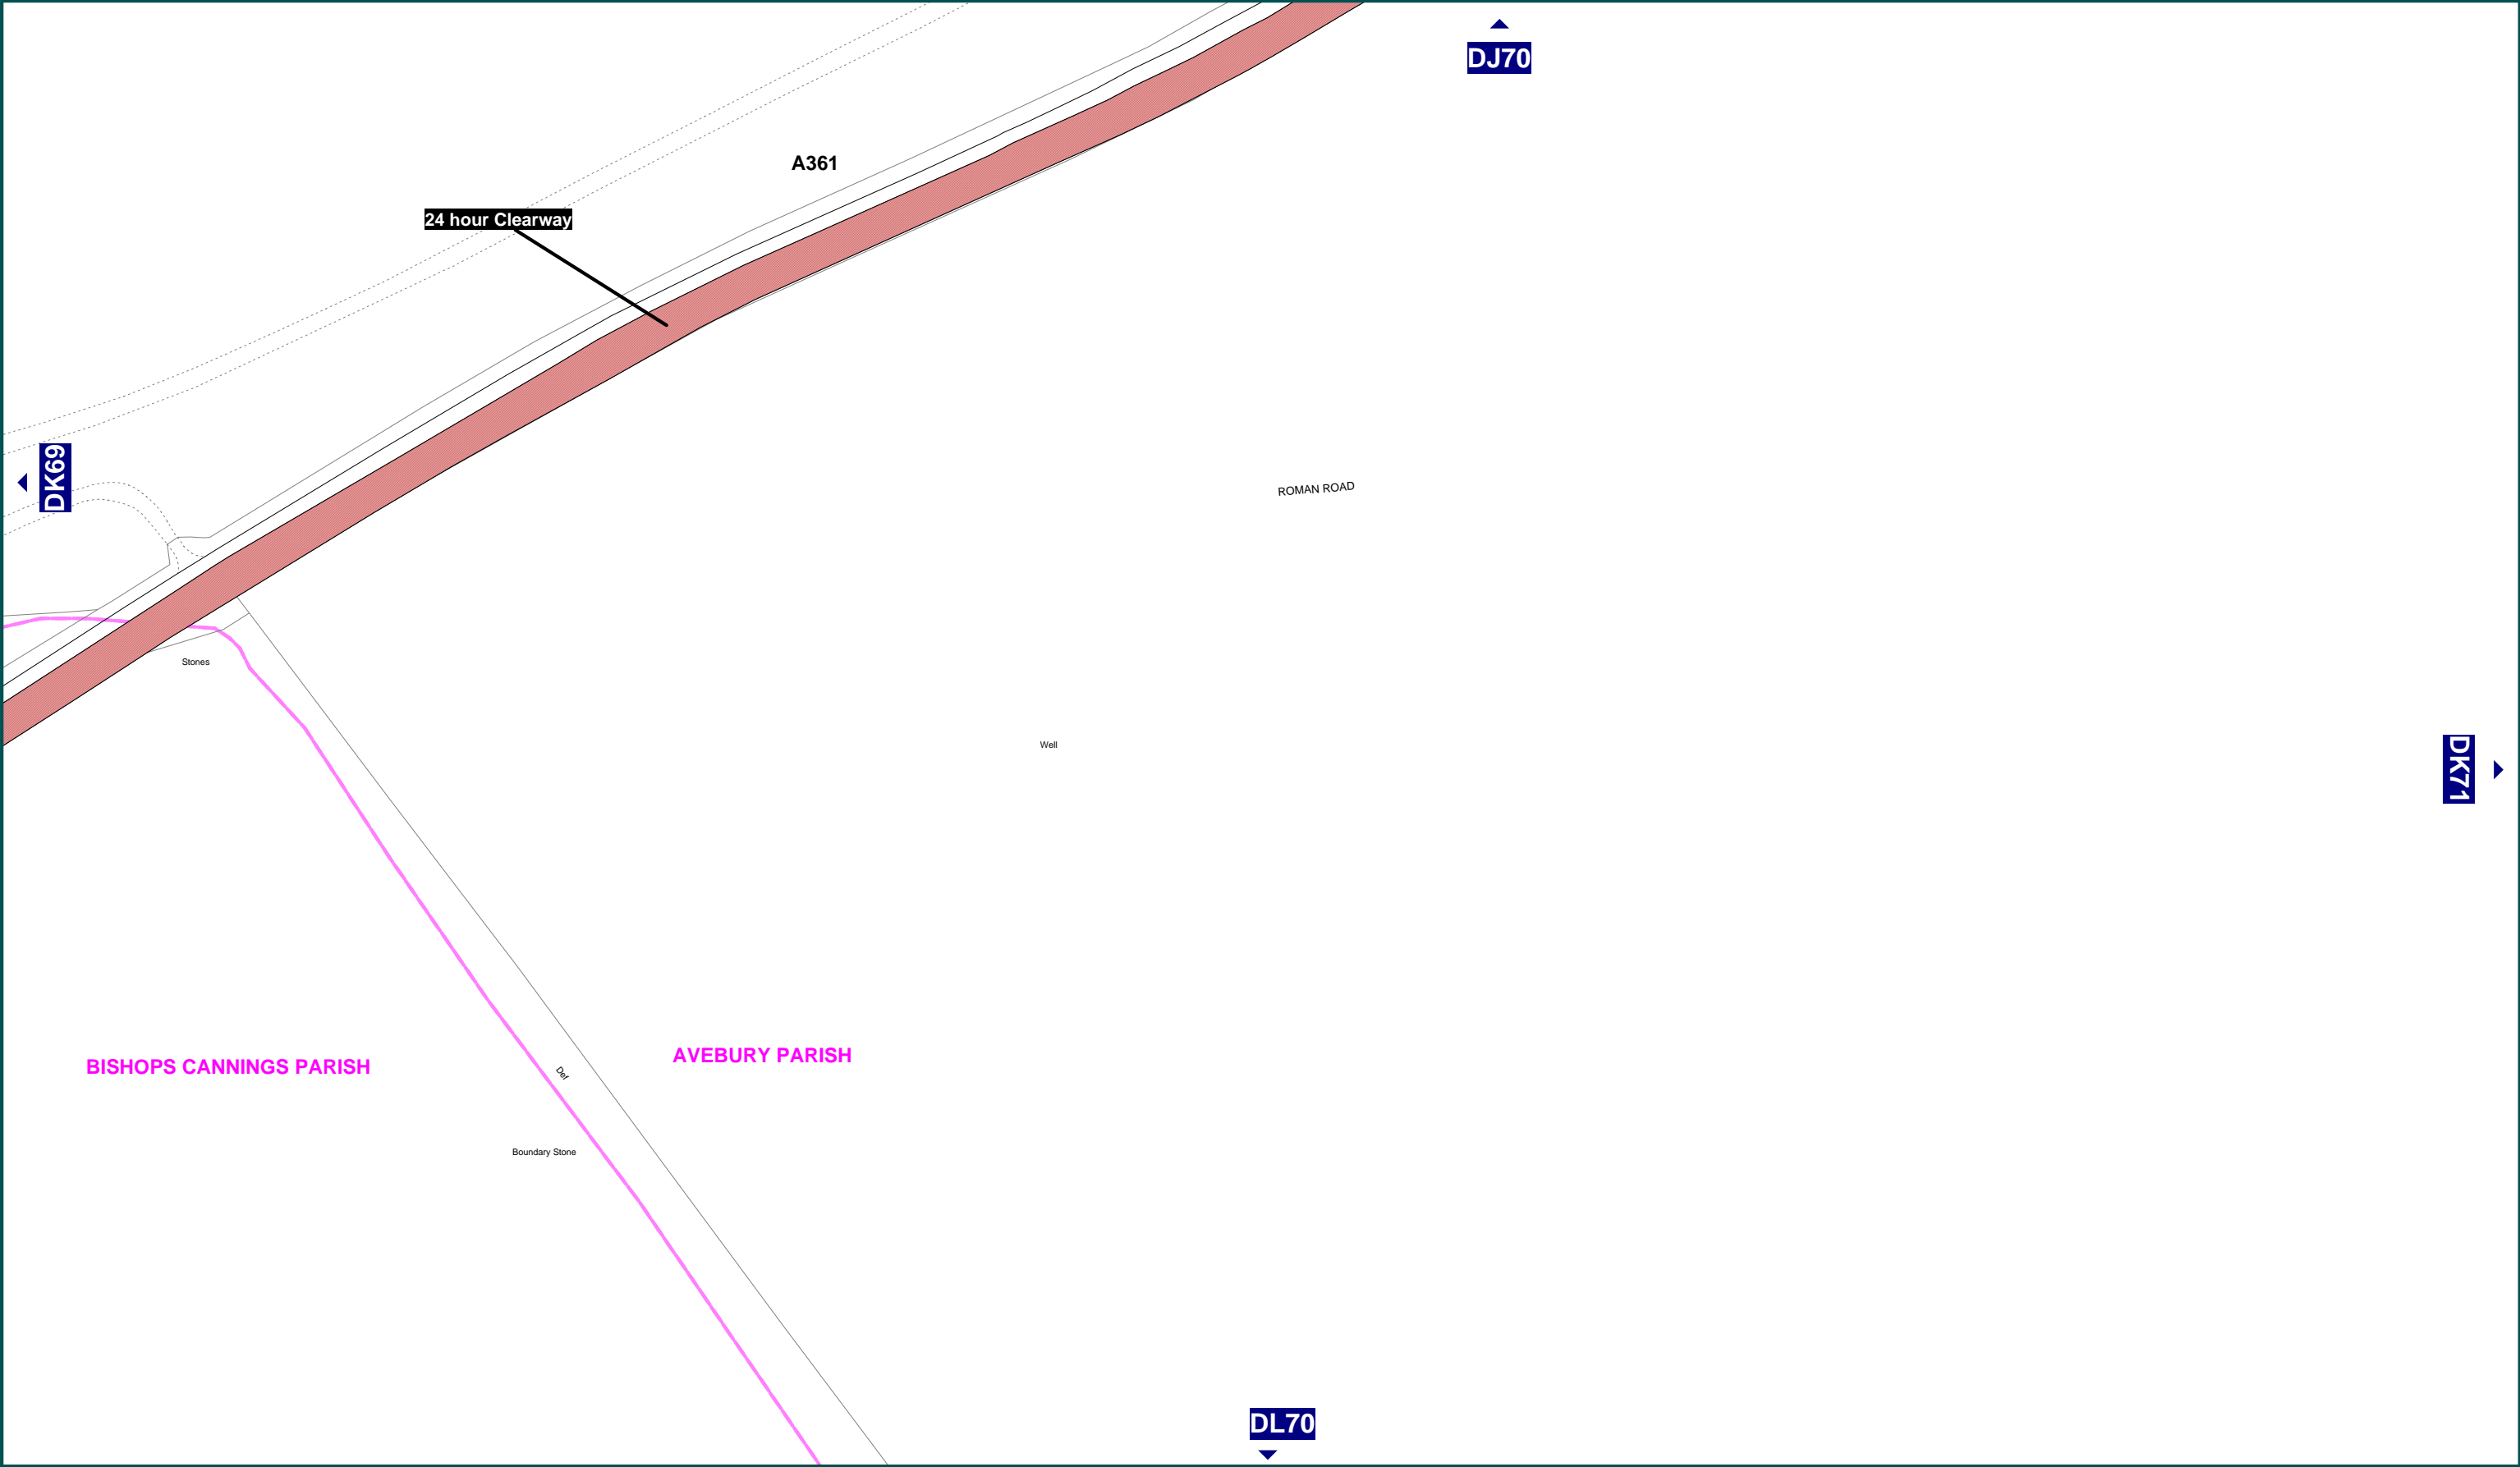 DJ70
A361
24 hour Clearway
DK69
ROMAN ROAD
Stones
Well
DK71
BISHOPS CANNINGS PARISH
AVEBURY PARISH
Def
Boundary Stone
DL70